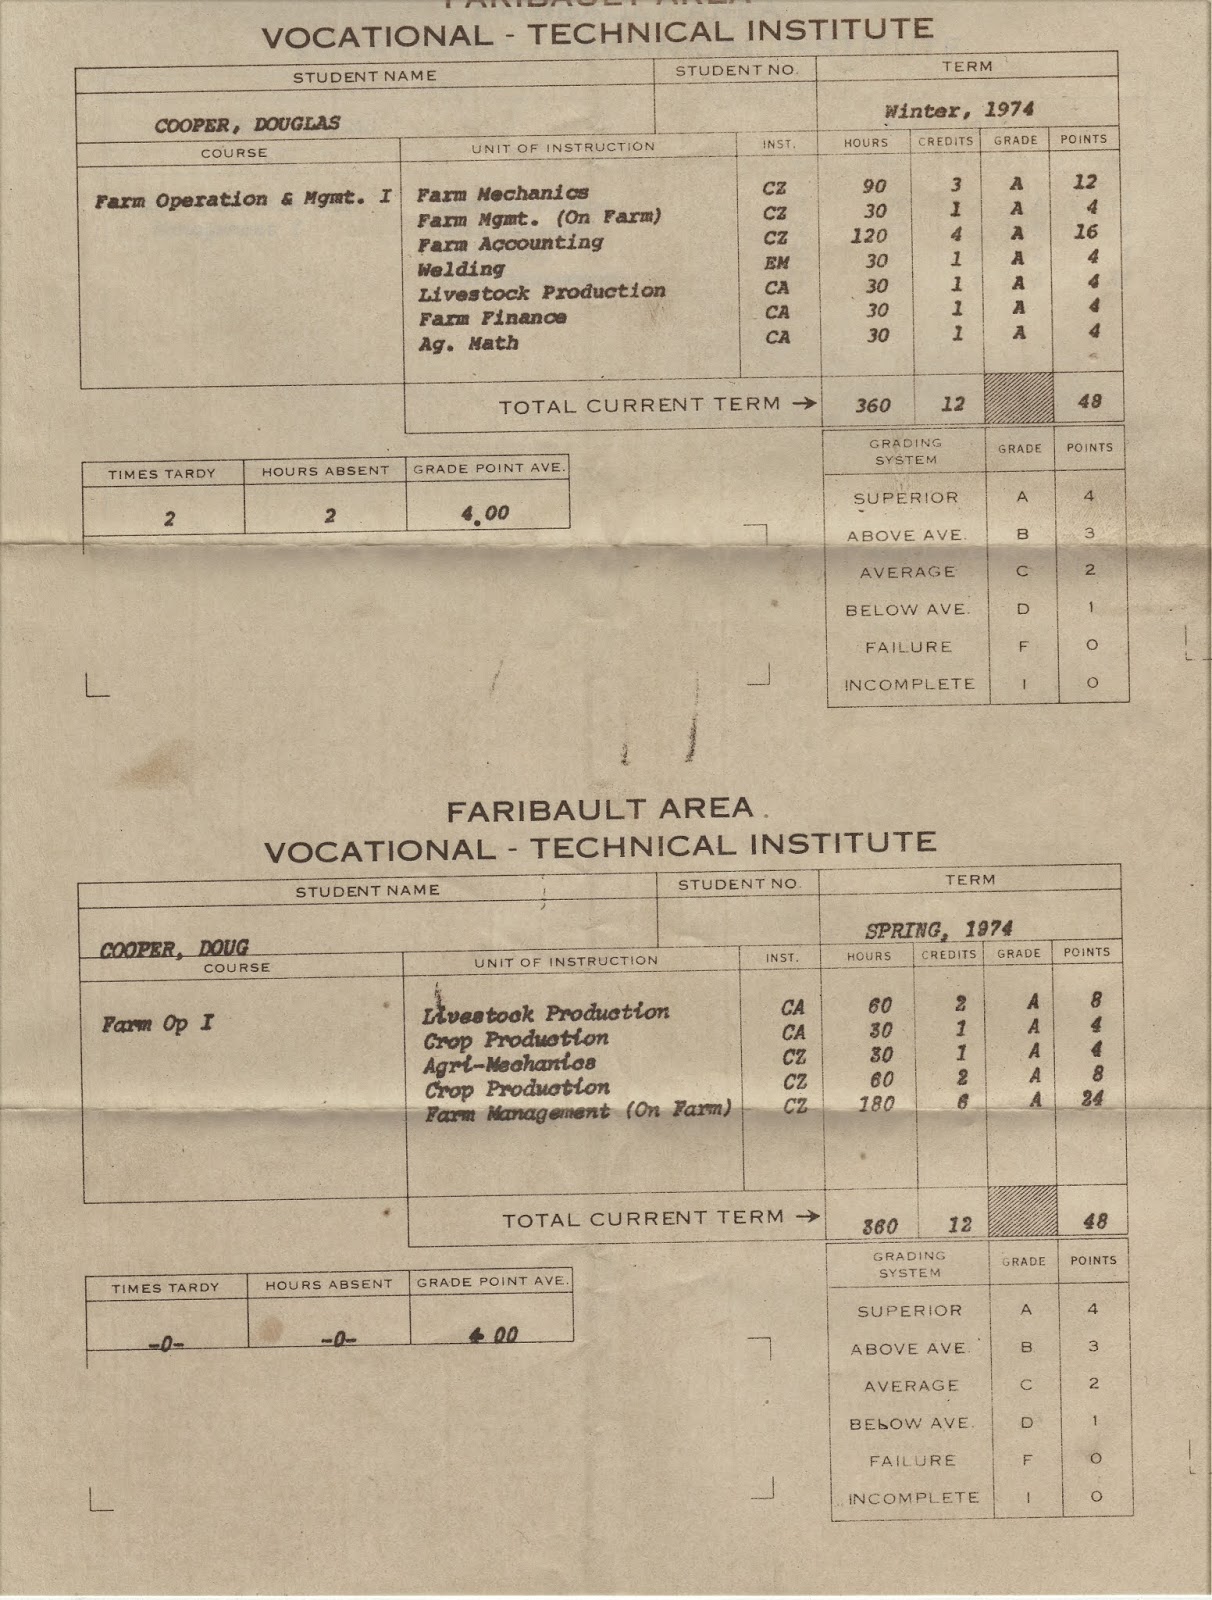 FARIBAULT AREA
VOCATIONAL - TECHNICAL INSTITUTE
STUDENT NAME STUDENT NO. TERM
COOPER, DOUGLAS Winter, 1974
COURSE UNIT OF INSTRUCTION INST. HOURS CREDITS GRADE POINTS
Farm Operation & Mgmt. I Farm Mechanics CZ 90 3 A 12
Farm Mgmt. (On Farm) CZ 30 1 A 4
Farm Accounting CZ 120 4 A 16
Welding EM 30 1 A 4
Livestock Production CA 30 1 A 4
Farm Finance CA 30 1 A 4
Ag. Math CA 30 1 A 4
TOTAL CURRENT TERM → 360 12 48
TIMES TARDY HOURS ABSENT GRADE POINT AVE.
2 2 4.00
GRADING SYSTEM GRADE POINTS
SUPERIOR A 4
ABOVE AVE. B 3
AVERAGE C 2
BELOW AVE. D 1
FAILURE F 0
INCOMPLETE I 0
FARIBAULT AREA
VOCATIONAL - TECHNICAL INSTITUTE
STUDENT NAME STUDENT NO. TERM
COOPER, DOUG SPRING, 1974
COURSE UNIT OF INSTRUCTION INST. HOURS CREDITS GRADE POINTS
Farm Op I Livestock Production CA 60 2 A 8
Crop Production CA 30 1 A 4
Agri-Mechanics CZ 30 1 A 4
Crop Production CZ 60 2 A 8
Farm Management (On Farm) CZ 180 6 A 24
TOTAL CURRENT TERM → 360 12 48
TIMES TARDY HOURS ABSENT GRADE POINT AVE.
-0- -0- 4 00
GRADING SYSTEM GRADE POINTS
SUPERIOR A 4
ABOVE AVE. B 3
AVERAGE C 2
BELOW AVE. D 1
FAILURE F 0
INCOMPLETE I 0